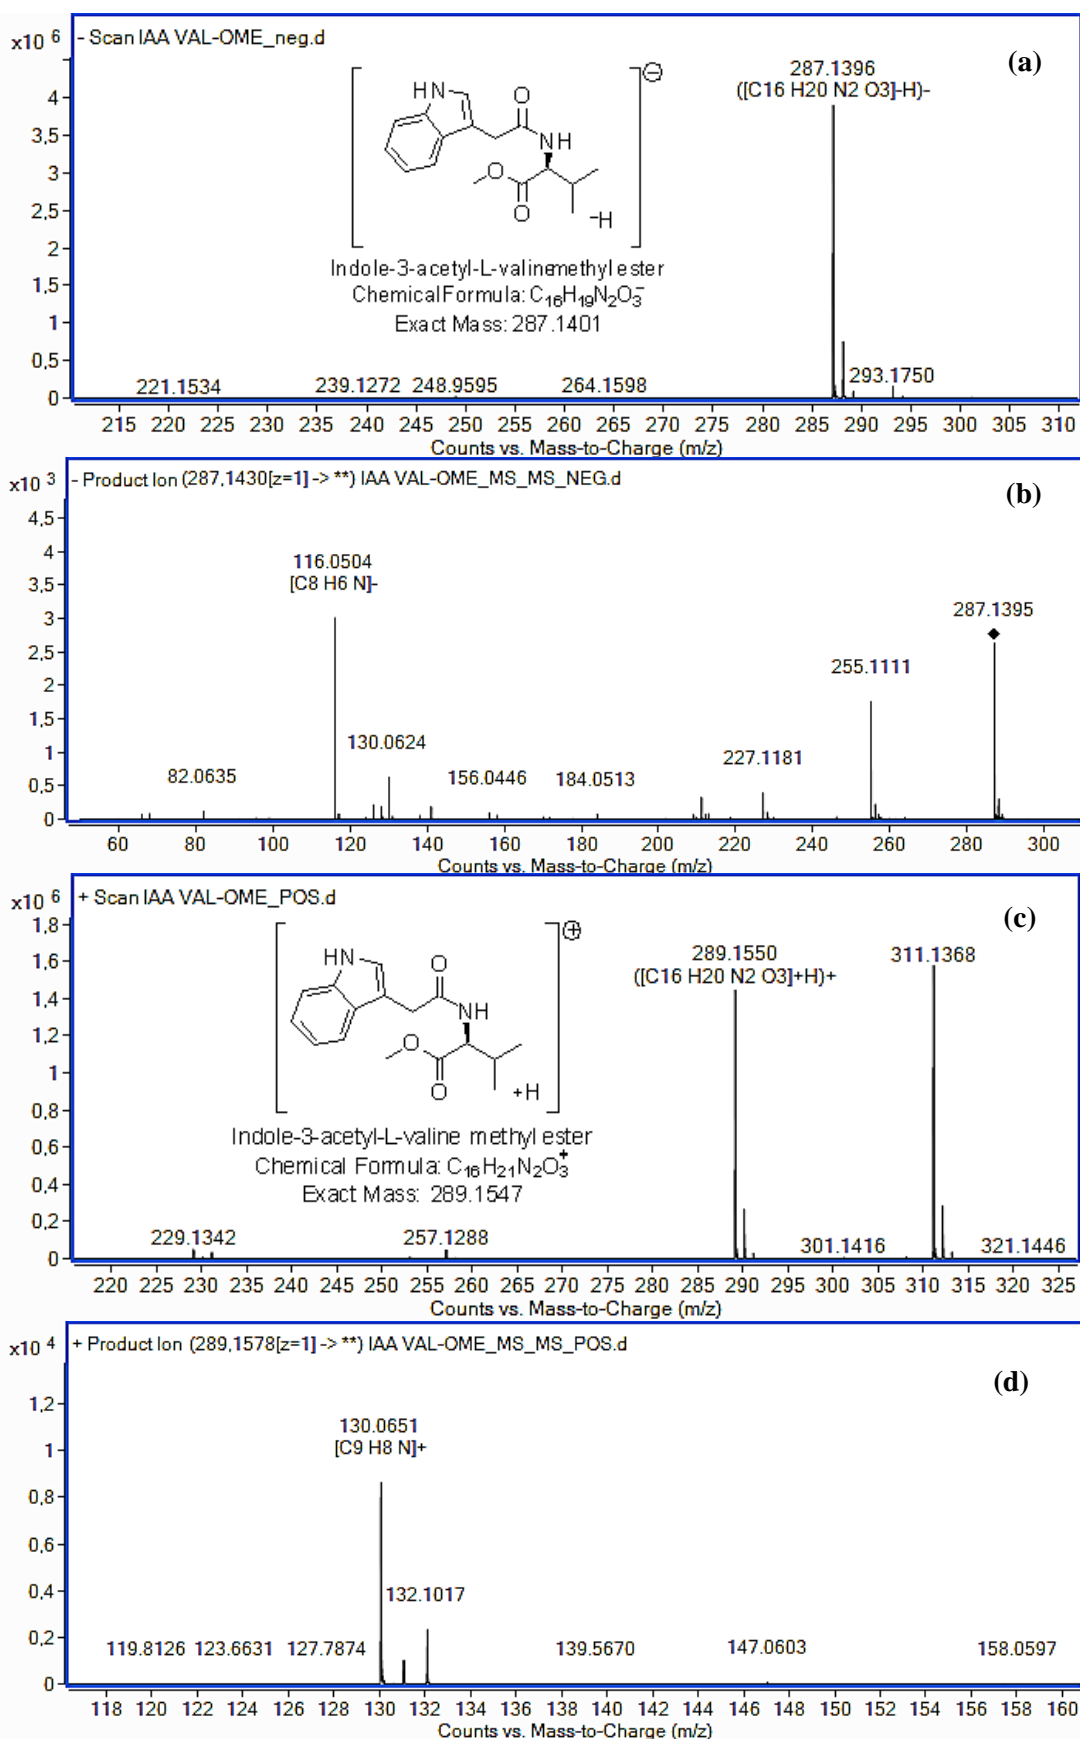 - Scan IAA VAL-OME_neg.d
(a)
x10 6
287.1396
([C16 H20 N2 O3]-H)-
HN
O
NH
O
O
-H
⊖
Indole-3-acetyl-L-valinemethyl ester
Chemical Formula: C16H19N2O3−
Exact Mass: 287.1401
4
3,5
3
2,5
2
1,5
1
0,5
0
221.1534 239.1272 248.9595 264.1598 293.1750
215 220 225 230 235 240 245 250 255 260 265 270 275 280 285 290 295 300 305 310
Counts vs. Mass-to-Charge (m/z)
- Product Ion (287,1430[z=1] -> **) IAA VAL-OME_MS_MS_NEG.d
(b)
x10 3
4,5
4
3,5
3
2,5
2
1,5
1
0,5
0
116.0504
[C8 H6 N]-
287.1395
255.1111
130.0624
227.1181
82.0635 156.0446 184.0513
60 80 100 120 140 160 180 200 220 240 260 280 300
Counts vs. Mass-to-Charge (m/z)
+ Scan IAA VAL-OME_POS.d
(c)
x10 6
1,8
1,6
1,4
1,2
1
0,8
0,6
0,4
0,2
0
289.1550
([C16 H20 N2 O3]+H)+
311.1368
HN
O
NH
O
O
+H
⊕
Indole-3-acetyl-L-valine methyl ester
Chemical Formula: C16H21N2O3+
Exact Mass: 289.1547
229.1342 257.1288 301.1416 321.1446
220 225 230 235 240 245 250 255 260 265 270 275 280 285 290 295 300 305 310 315 320 325
Counts vs. Mass-to-Charge (m/z)
+ Product Ion (289,1578[z=1] -> **) IAA VAL-OME_MS_MS_POS.d
(d)
x10 4
1,2
1
0,8
0,6
0,4
0,2
0
130.0651
[C9 H8 N]+
132.1017
119.8126 123.6631 127.7874 139.5670 147.0603 158.0597
118 120 122 124 126 128 130 132 134 136 138 140 142 144 146 148 150 152 154 156 158 160
Counts vs. Mass-to-Charge (m/z)